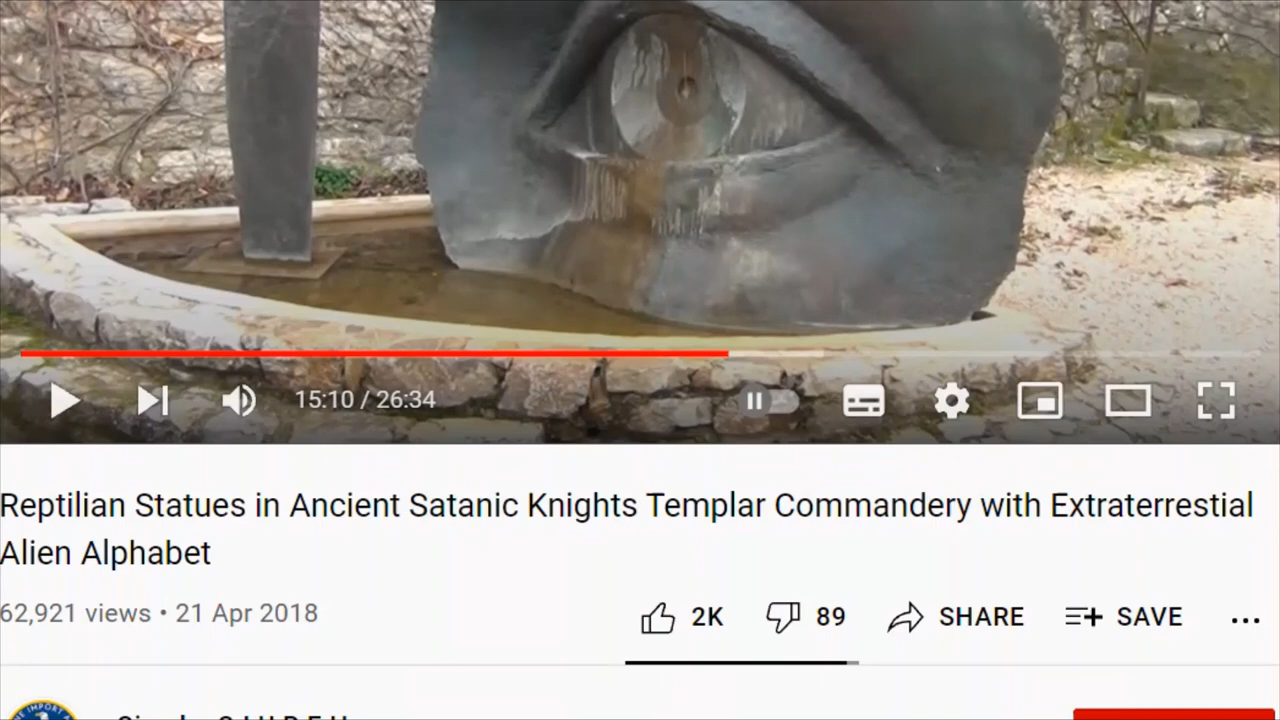 15:10 / 26:34
Reptilian Statues in Ancient Satanic Knights Templar Commandery with Extraterrestial
Alien Alphabet
62,921 views • 21 Apr 2018
2K
89
SHARE
SAVE
IMPORT